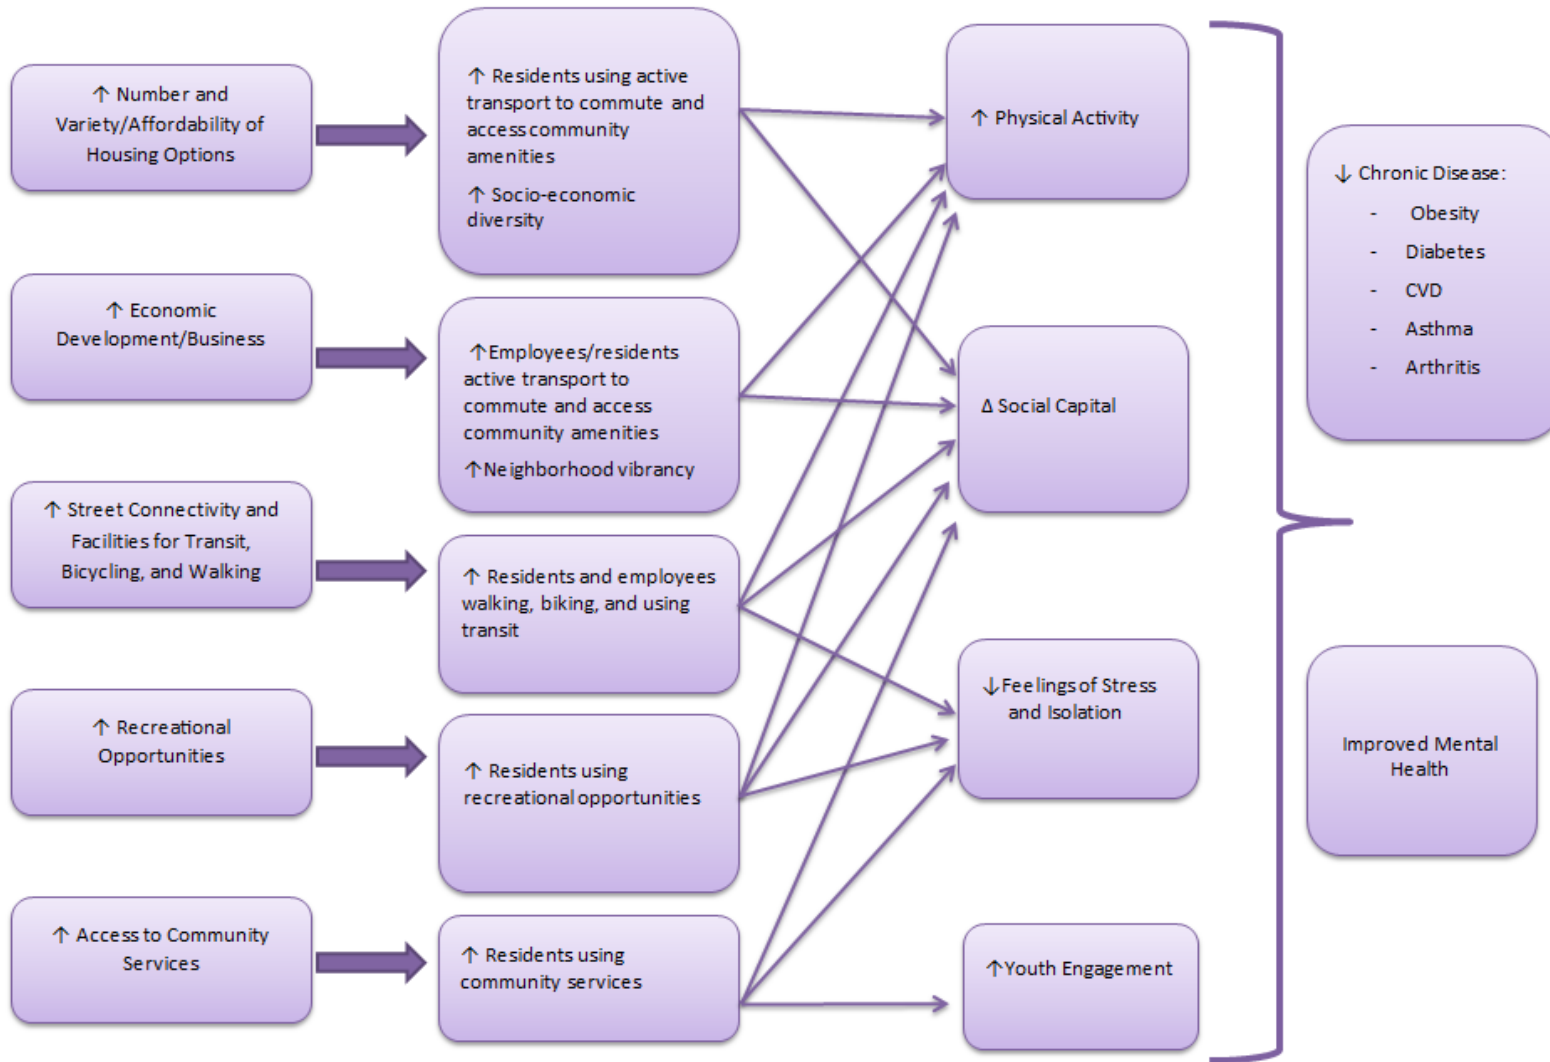 ↑ Number and
Variety/Affordability of
Housing Options
↑ Economic
Development/Business
↑ Street Connectivity and
Facilities for Transit,
Bicycling, and Walking
↑ Recreational
Opportunities
↑ Access to Community
Services
↑ Residents using active
transport to commute and
access community
amenities
↑ Socio-economic
diversity
↑Employees/residents
active transport to
commute and access
community amenities
↑Neighborhood vibrancy
↑ Residents and employees
walking, biking, and using
transit
↑ Residents using
recreational opportunities
↑ Residents using
community services
↑ Physical Activity
Δ Social Capital
↓Feelings of Stress
and Isolation
↑Youth Engagement
↓ Chronic Disease:
- Obesity
- Diabetes
- CVD
- Asthma
- Arthritis
Improved Mental
Health